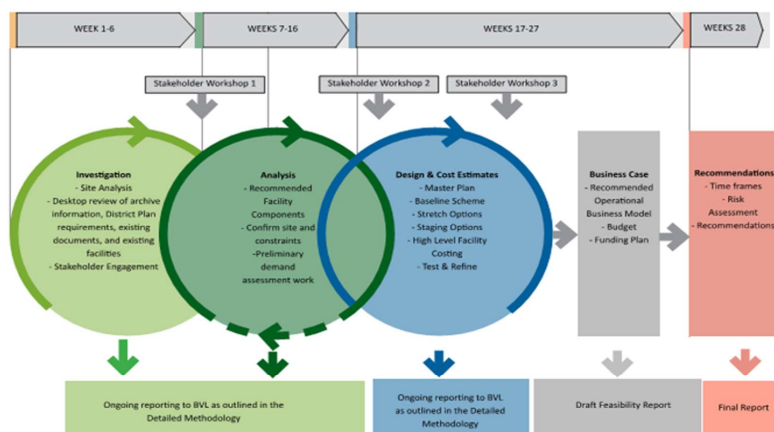 WEEK 1-6
WEEKS 7-16
WEEKS 17-27
WEEKS 28
Stakeholder Workshop 1
Stakeholder Workshop 2
Stakeholder Workshop 3
Investigation
- Site Analysis
- Desktop review of archive
information, District Plan
requirements, existing
documents, and existing
facilities
- Stakeholder Engagement
Analysis
- Recommended
Facility
Components
- Confirm site and
constraints
-Preliminary
demand
assessment work
Design & Cost Estimates
- Master Plan
- Baseline Scheme
- Stretch Options
- Staging Options
- High Level Facility
Costing
- Test & Refine
Business Case
- Recommended
Operational
Business Model
- Budget
- Funding Plan
Recommendations
- Time frames
- Risk
Assessment
- Recommendations
Ongoing reporting to BVL as outlined in the
Detailed Methodology
Ongoing reporting to BVL
as outlined in the Detailed
Methodology
Draft Feasibility Report
Final Report